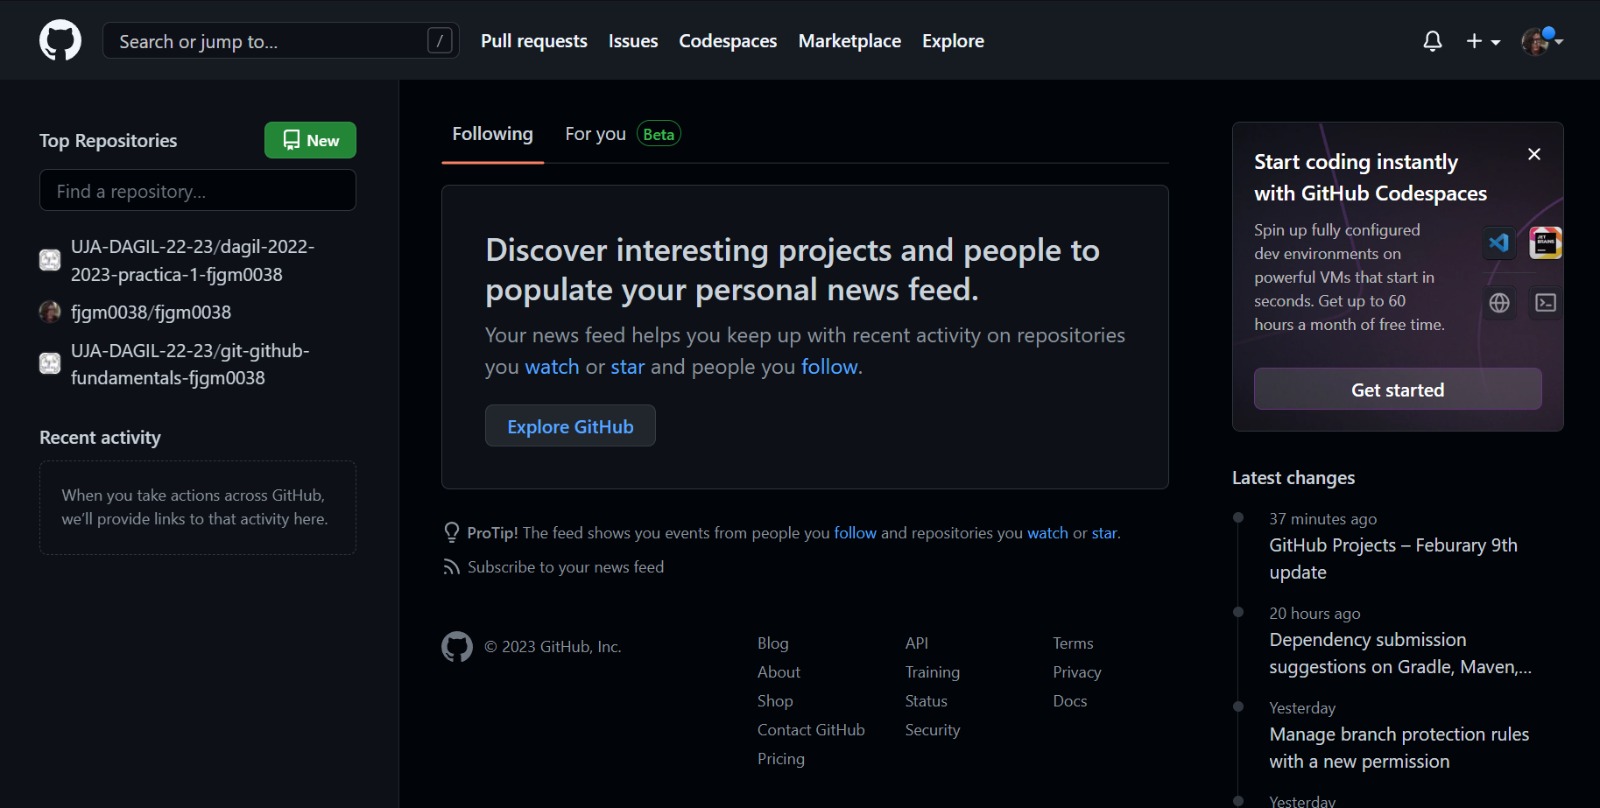 Search or jump to...
/
Pull requests
Issues
Codespaces
Marketplace
Explore
Top Repositories
New
Find a repository...
UJA-DAGIL-22-23/dagil-2022-
2023-practica-1-fjgm0038
fjgm0038/fjgm0038
UJA-DAGIL-22-23/git-github-
fundamentals-fjgm0038
Recent activity
When you take actions across GitHub,
we’ll provide links to that activity here.
Following
For you
Beta
Discover interesting projects and people to
populate your personal news feed.
Your news feed helps you keep up with recent activity on repositories
you watch or star and people you follow.
Explore GitHub
ProTip! The feed shows you events from people you follow and repositories you watch or star.
Subscribe to your news feed
© 2023 GitHub, Inc.
Blog
About
Shop
Contact GitHub
Pricing
API
Training
Status
Security
Terms
Privacy
Docs
Start coding instantly
with GitHub Codespaces
Spin up fully configured
dev environments on
powerful VMs that start in
seconds. Get up to 60
hours a month of free time.
JET
BRAINS
Get started
Latest changes
37 minutes ago
GitHub Projects – Feburary 9th
update
20 hours ago
Dependency submission
suggestions on Gradle, Maven,...
Yesterday
Manage branch protection rules
with a new permission
Yesterday